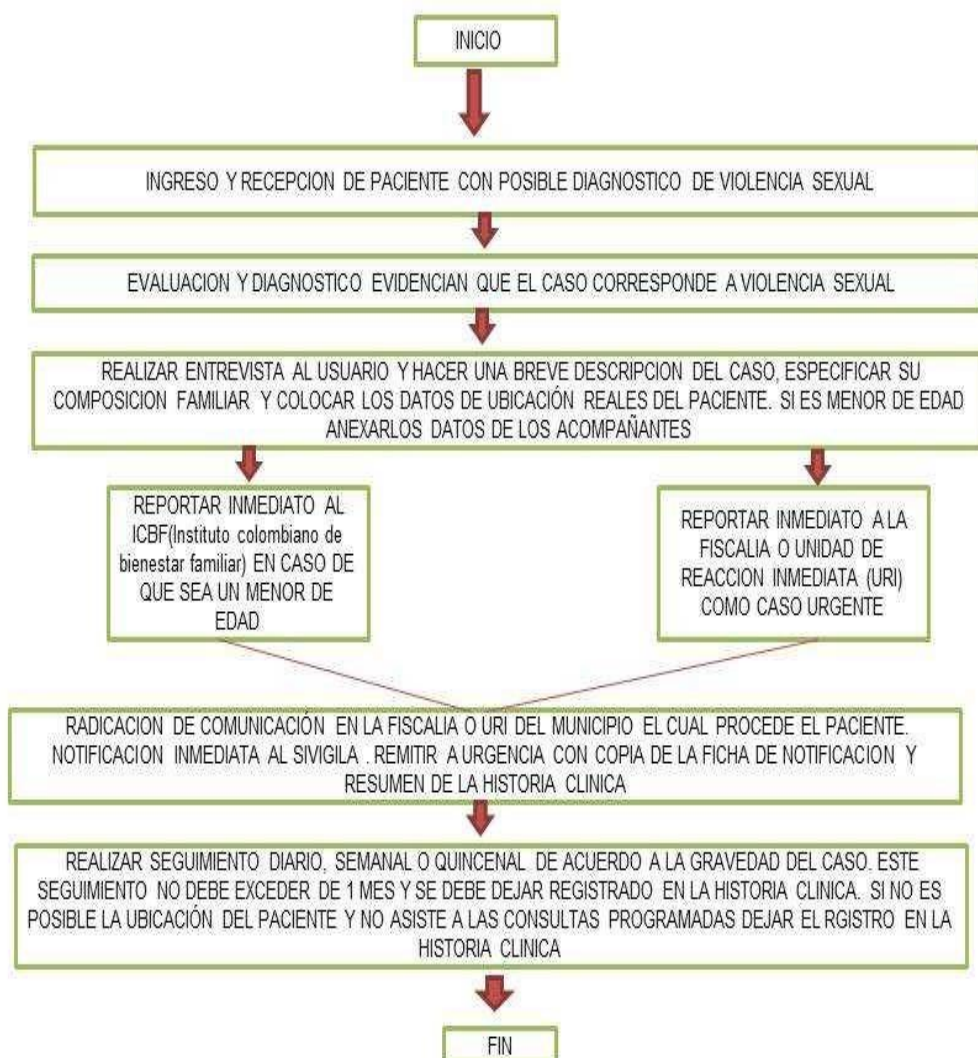 INICIO
INGRESO Y RECEPCION DE PACIENTE CON POSIBLE DIAGNOSTICO DE VIOLENCIA SEXUAL
EVALUACION Y DIAGNOSTICO EVIDENCIAN QUE EL CASO CORRESPONDE A VIOLENCIA SEXUAL
REALIZAR ENTREVISTA AL USUARIO Y HACER UNA BREVE DESCRIPCION DEL CASO, ESPECIFICAR SU
COMPOSICION FAMILIAR Y COLOCAR LOS DATOS DE UBICACIÓN REALES DEL PACIENTE. SI ES MENOR DE EDAD
ANEXARLOS DATOS DE LOS ACOMPAÑANTES
REPORTAR INMEDIATO AL
ICBF(Instituto colombiano de
bienestar familiar) EN CASO DE
QUE SEA UN MENOR DE
EDAD
REPORTAR INMEDIATO A LA
FISCALIA O UNIDAD DE
REACCION INMEDIATA (URI)
COMO CASO URGENTE
RADICACION DE COMUNICACIÓN EN LA FISCALIA O URI DEL MUNICIPIO EL CUAL PROCEDE EL PACIENTE.
NOTIFICACION INMEDIATA AL SIVIGILA . REMITIR A URGENCIA CON COPIA DE LA FICHA DE NOTIFICACION Y
RESUMEN DE LA HISTORIA CLINICA
REALIZAR SEGUIMIENTO DIARIO, SEMANAL O QUINCENAL DE ACUERDO A LA GRAVEDAD DEL CASO. ESTE
SEGUIMIENTO NO DEBE EXCEDER DE 1 MES Y SE DEBE DEJAR REGISTRADO EN LA HISTORIA CLINICA. SI NO ES
POSIBLE LA UBICACIÓN DEL PACIENTE Y NO ASISTE A LAS CONSULTAS PROGRAMADAS DEJAR EL RGISTRO EN LA
HISTORIA CLINICA
FIN